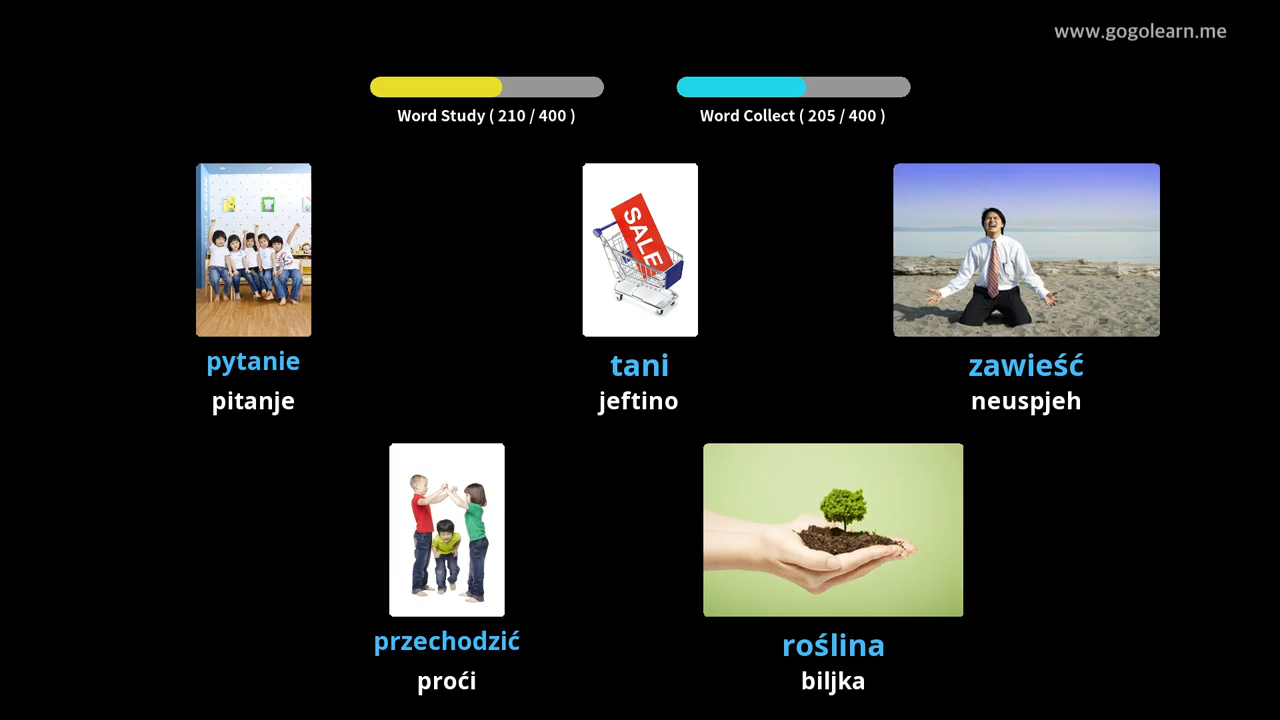 www.gogolearn.me
Word Study ( 210 / 400 )
Word Collect ( 205 / 400 )
SALE
pytanie
pitanje
tani
jeftino
zawieść
neuspjeh
przechodzić
proći
roślina
biljka